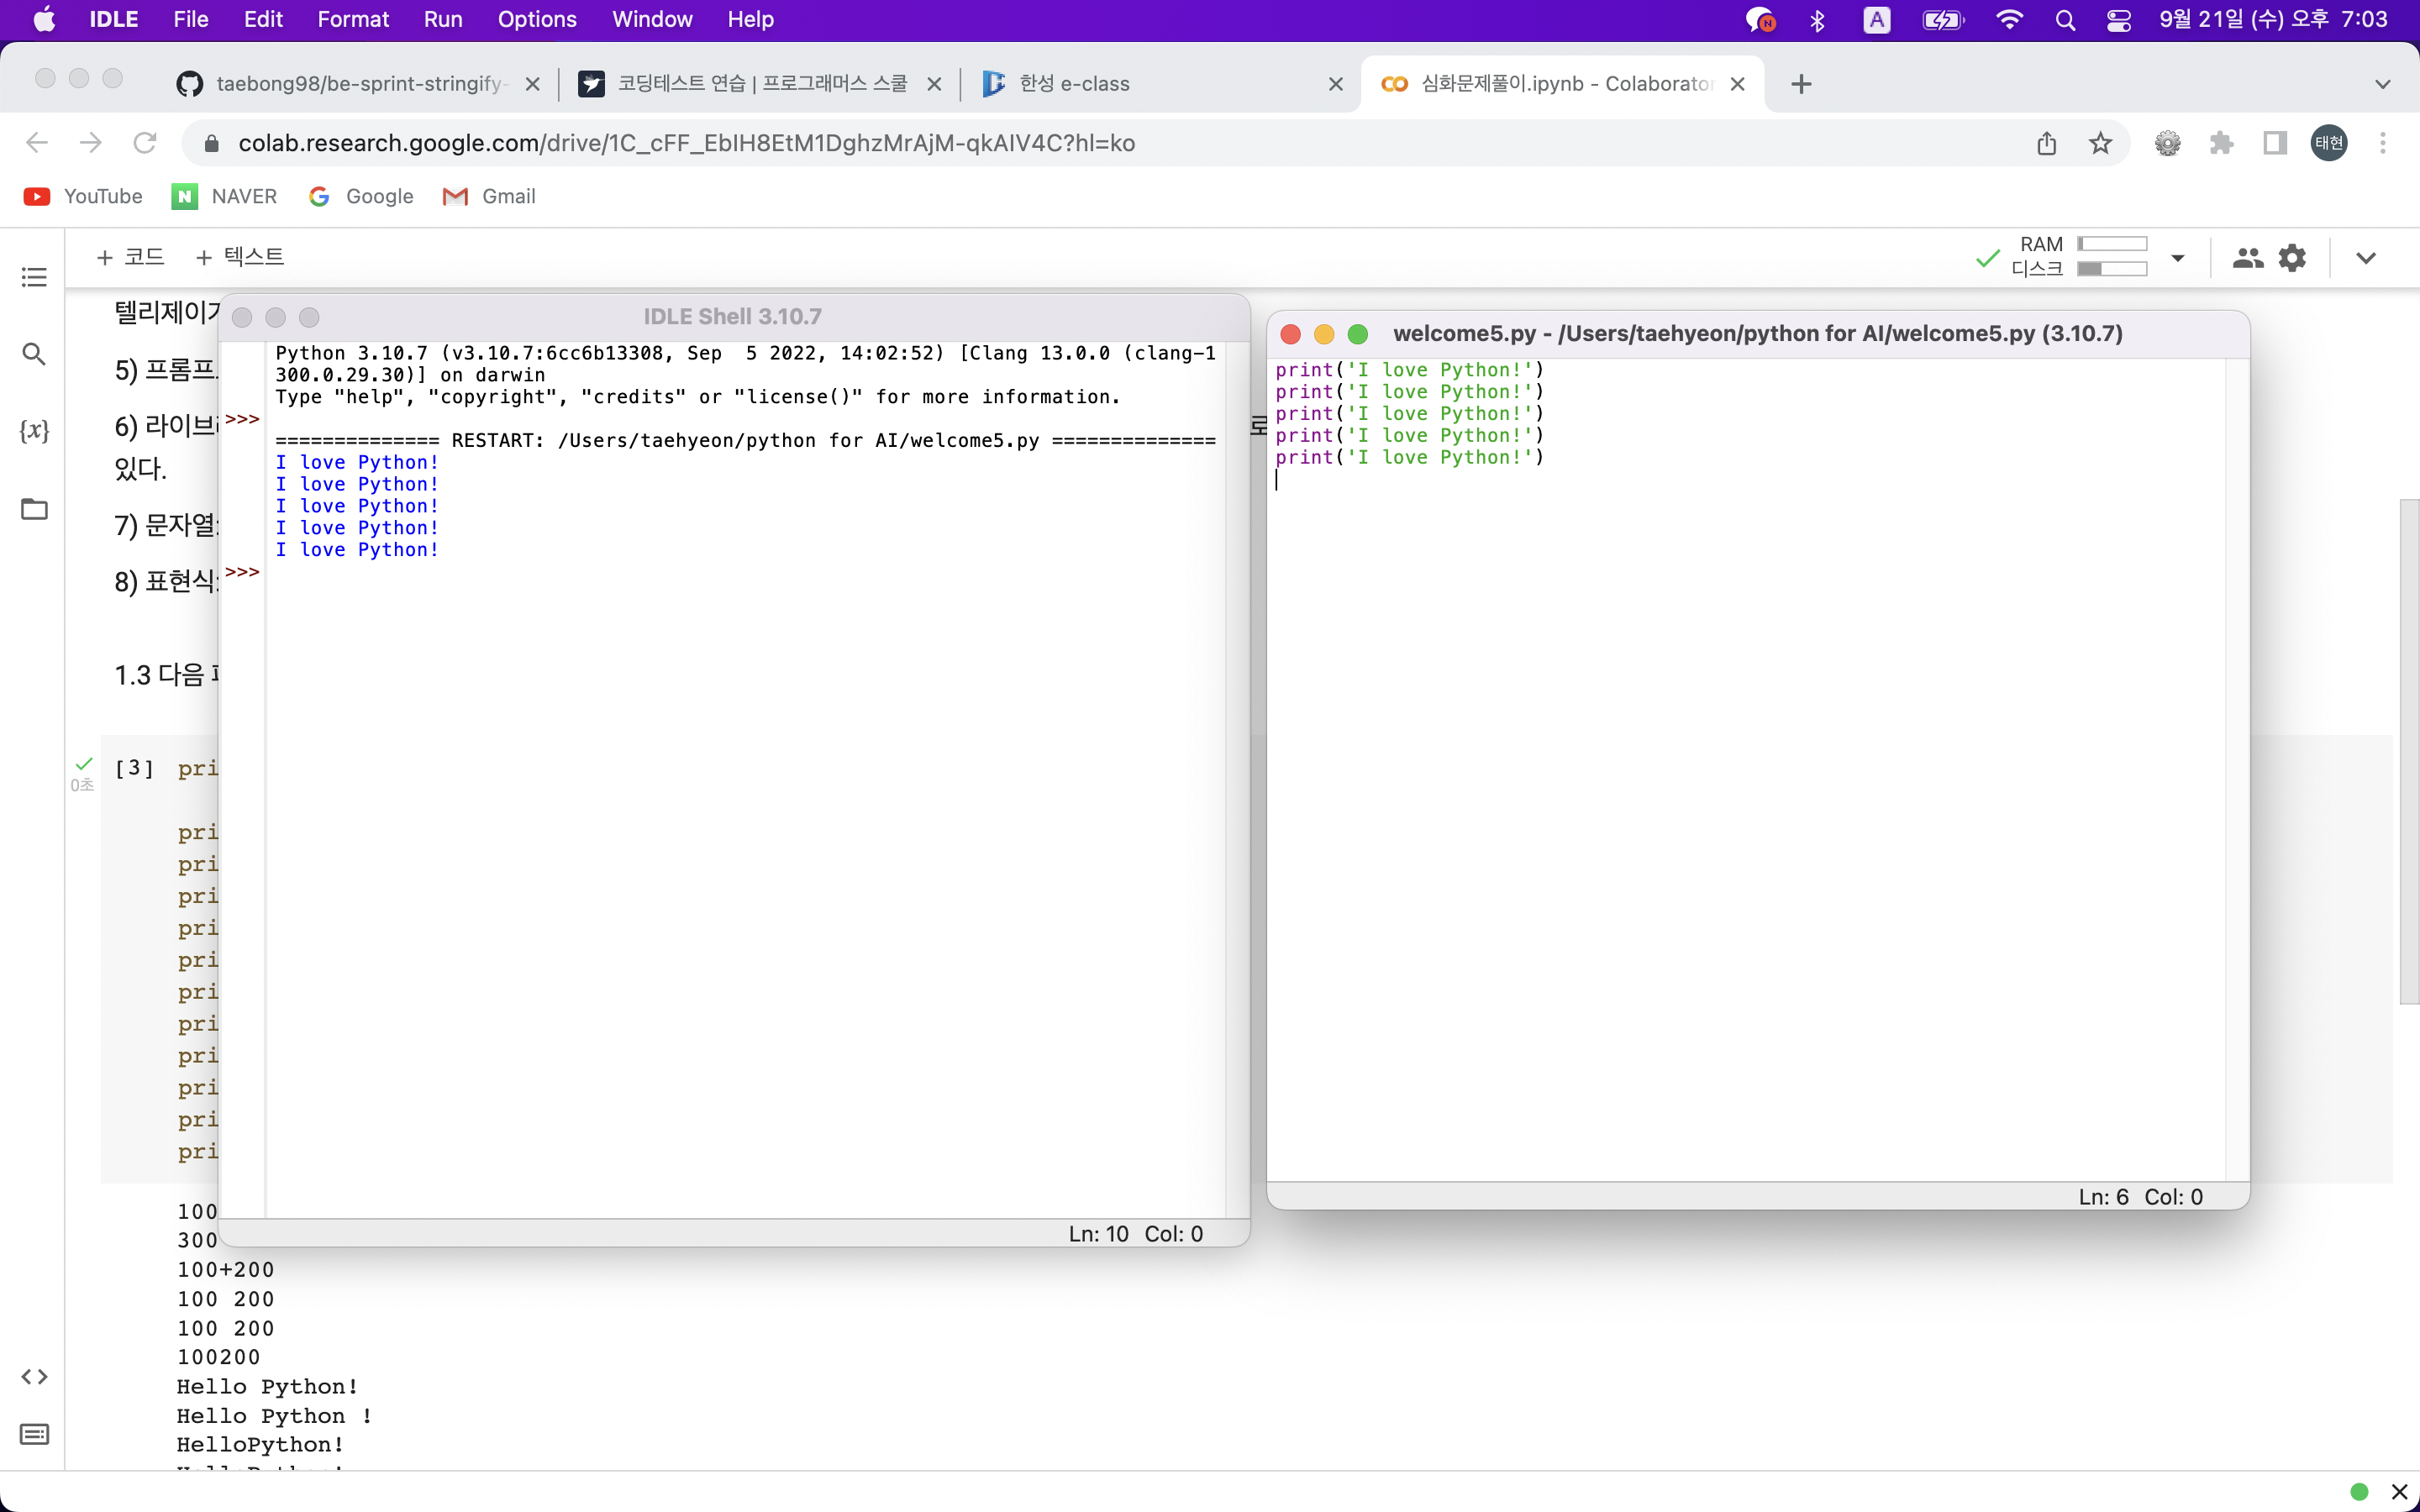 IDLE File Edit Format Run Options Window Help A 9월 21일 (수) 오후 7:03
taebong98/be-sprint-stringify- 코딩테스트 연습 | 프로그래머스 스쿨 한성 e-class 심화문제풀이.ipynb - Colaborator
colab.research.google.com/drive/1C_cFF_EbIH8EtM1DghzMrAjM-qkAIV4C?hl=ko 태현
YouTube NAVER Google Gmail
+ 코드 + 텍스트 RAM
디스크
텔리제이
5) 프롬프
6) 라이브
있다.
7) 문자열
8) 표현식
1.3 다음
로
[3] pri
0초
pri
pri
pri
pri
pri
pri
pri
pri
pri
pri
pri
100
300
100+200
100 200
100 200
100200
Hello Python!
Hello Python !
HelloPython!
IDLE Shell 3.10.7
Python 3.10.7 (v3.10.7:6cc6b13308, Sep  5 2022, 14:02:52) [Clang 13.0.0 (clang-1
300.0.29.30)] on darwin
Type "help", "copyright", "credits" or "license()" for more information.
>>>
============== RESTART: /Users/taehyeon/python for AI/welcome5.py ==============
I love Python!
I love Python!
I love Python!
I love Python!
I love Python!
>>>
Ln: 10 Col: 0
welcome5.py - /Users/taehyeon/python for AI/welcome5.py (3.10.7)
print('I love Python!')
print('I love Python!')
print('I love Python!')
print('I love Python!')
print('I love Python!')
Ln: 6 Col: 0